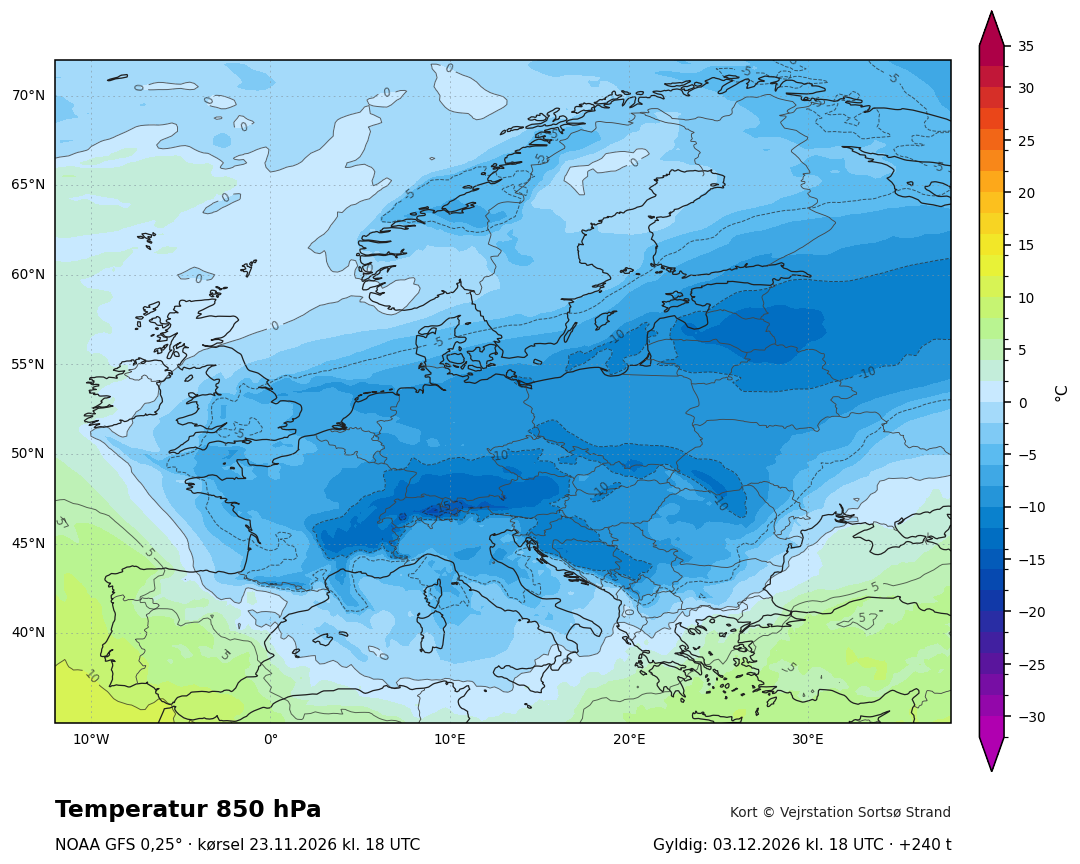 70°N
65°N
60°N
55°N
50°N
45°N
40°N
10°W 0° 10°E 20°E 30°E
35
30
25
20
15
10
5
0
−5
−10
−15
−20
−25
−30
°C
Temperatur 850 hPa
Kort © Vejrstation Sortsø Strand
NOAA GFS 0,25° · kørsel 23.11.2026 kl. 18 UTC
Gyldig: 03.12.2026 kl. 18 UTC · +240 t